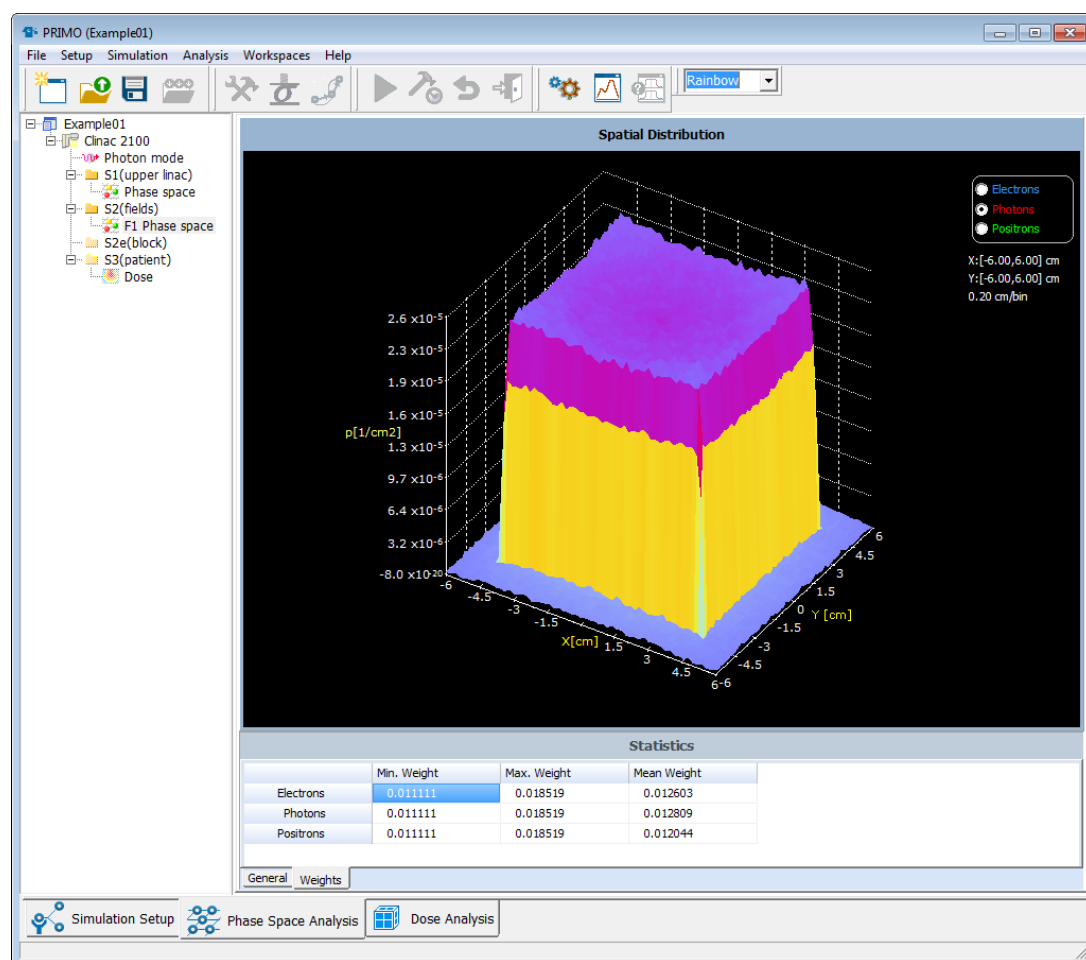 PRIMO (Example01)
File Setup Simulation Analysis Workspaces Help
Rainbow
Example01
Clinac 2100
Photon mode
S1(upper linac)
Phase space
S2(fields)
F1 Phase space
S2e(block)
S3(patient)
Dose
Spatial Distribution
Electrons
Photons
Positrons
X:[-6.00,6.00] cm
Y:[-6.00,6.00] cm
0.20 cm/bin
2.6 x10-5
2.3 x10-5
1.9 x10-5
1.6 x10-5
p[1/cm2]
1.3 x10-5
9.7 x10-6
6.4 x10-6
3.2 x10-6
-8.0 x10-20
-6 -4.5 -3 -1.5 1.5 3 4.5 6
X[cm]
-6 -4.5 -3 -1.5 0 1.5 3 4.5 6
Y [cm]
Statistics
Min. Weight Max. Weight Mean Weight
Electrons 0.011111 0.018519 0.012603
Photons 0.011111 0.018519 0.012809
Positrons 0.011111 0.018519 0.012044
General Weights
Simulation Setup Phase Space Analysis Dose Analysis